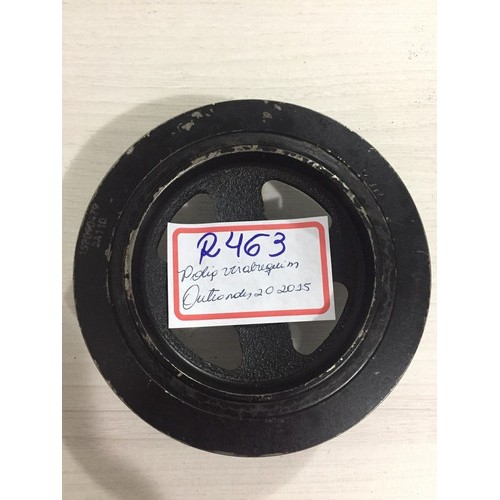 R463
Polia virabrequim
Outlander 2.0 2015